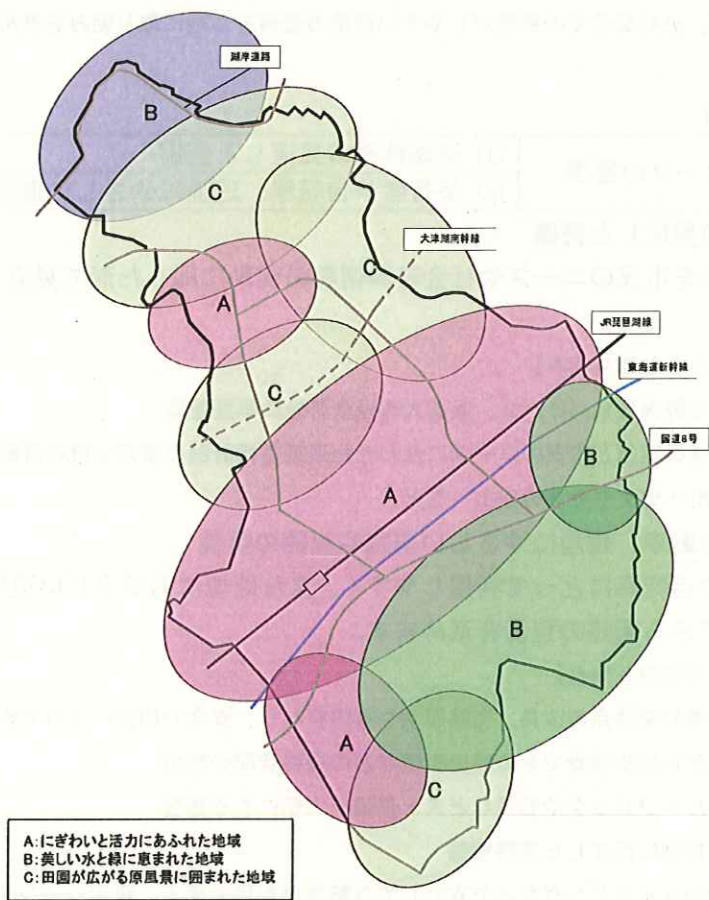 湖岸道路
B
C
大津湖南幹線
C
A
JR琵琶湖線
C
東海道新幹線
国道8号
B
A
B
A
C
A:にぎわいと活力にあふれた地域
B:美しい水と緑に恵まれた地域
C:田園が広がる原風景に囲まれた地域